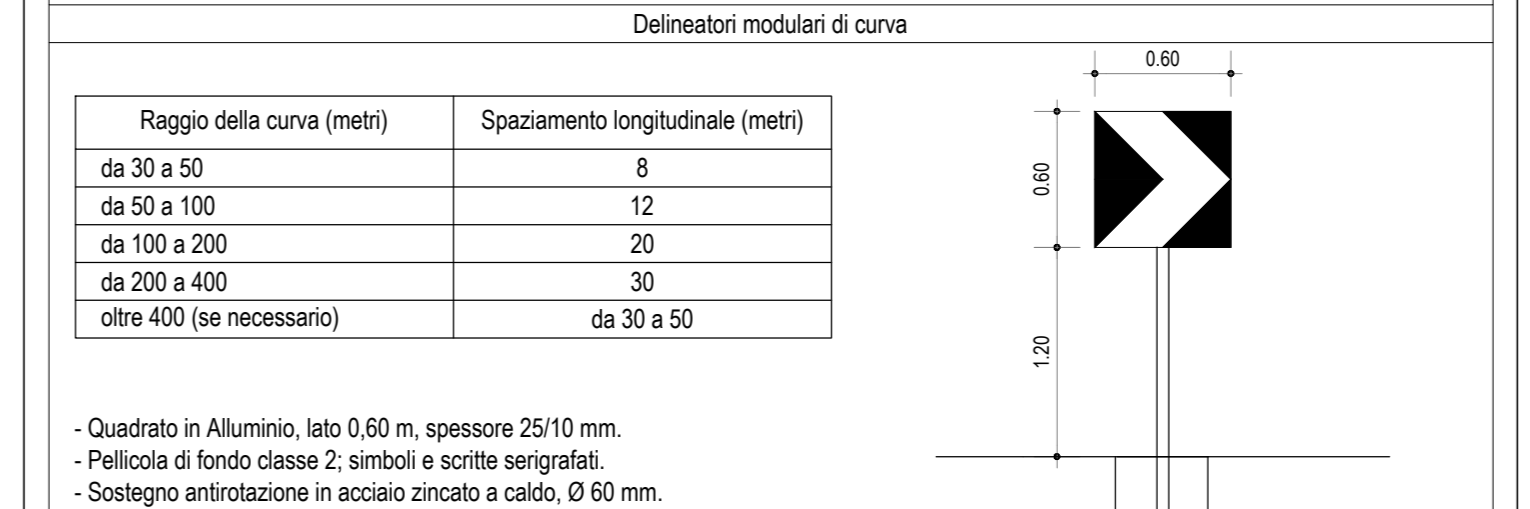 Delineatori modulari di curva
Raggio della curva (metri) Spaziamento longitudinale (metri)
da 30 a 50 8
da 50 a 100 12
da 100 a 200 20
da 200 a 400 30
oltre 400 (se necessario) da 30 a 50
- Quadrato in Alluminio, lato 0,60 m, spessore 25/10 mm.
- Pellicola di fondo classe 2; simboli e scritte serigrafati.
- Sostegno antirotazione in acciaio zincato a caldo, Ø 60 mm.
0.60
0.60
1.20